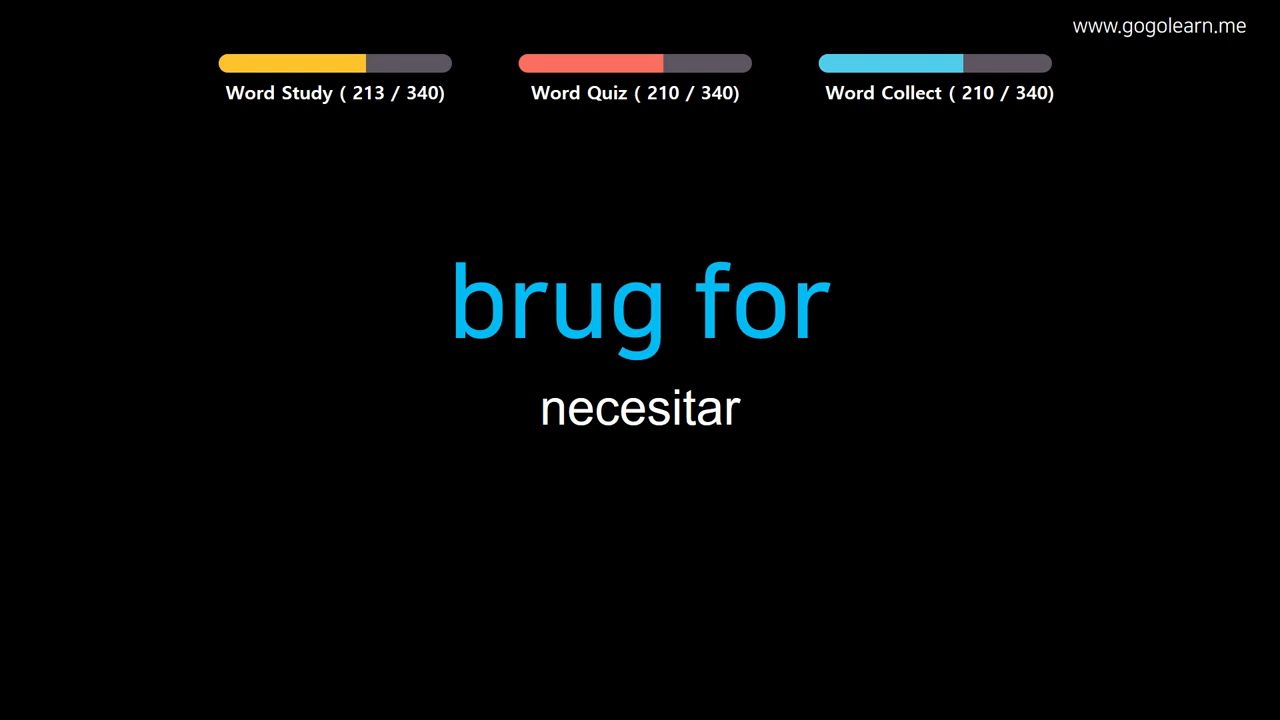 www.gogolearn.me
Word Study ( 213 / 340)
Word Quiz ( 210 / 340)
Word Collect ( 210 / 340)
brug for
necesitar